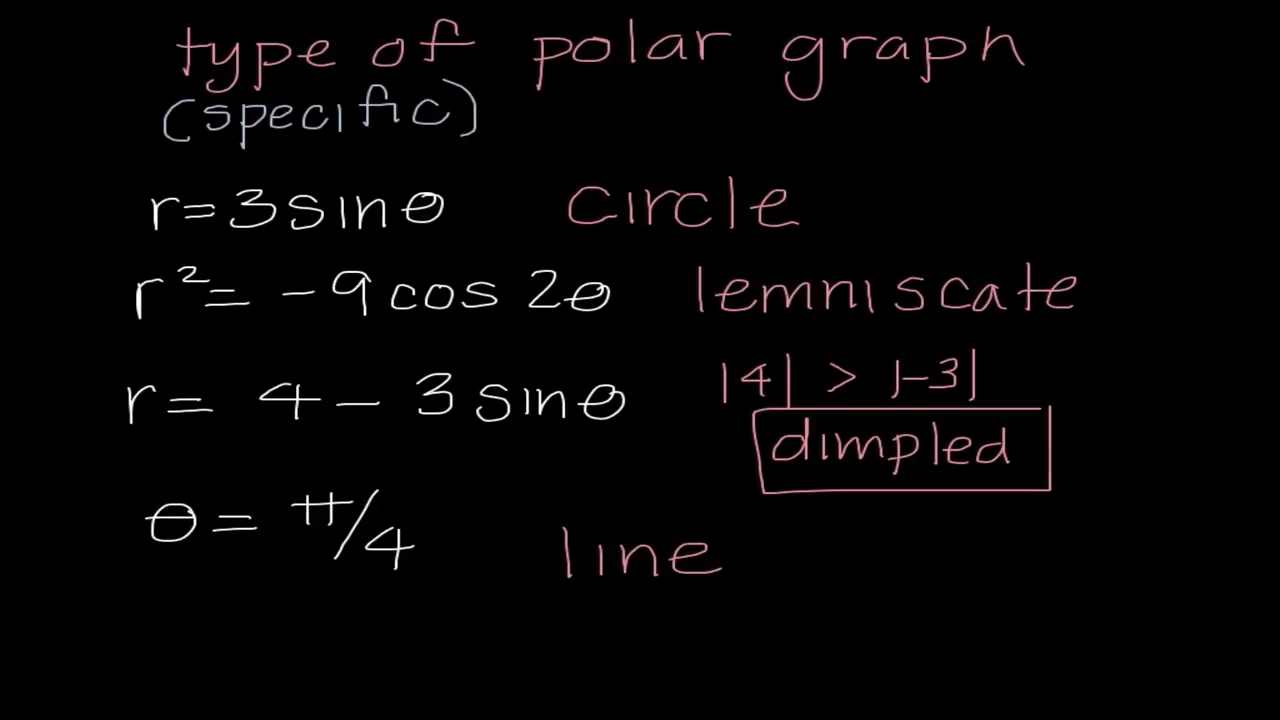 type of polar graph
(specific)
r=3sinθ circle
r²= -9cos 2θ lemniscate
r= 4 - 3sinθ |4| > |-3|
dimpled
θ= π/4 line